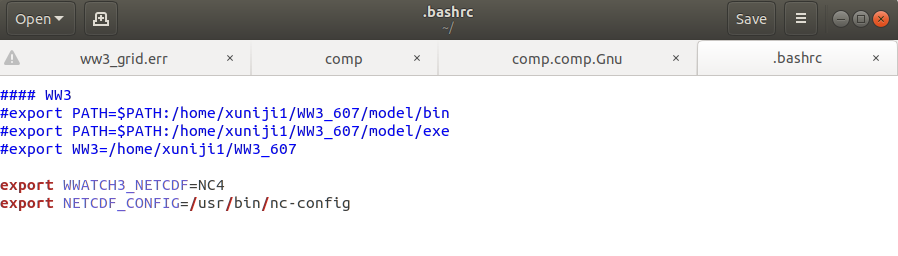 Open
.bashrc
~/
Save
ww3_grid.err
comp
comp.comp.Gnu
.bashrc
#### WW3
#export PATH=$PATH:/home/xuniji1/WW3_607/model/bin
#export PATH=$PATH:/home/xuniji1/WW3_607/model/exe
#export WW3=/home/xuniji1/WW3_607
export WWATCH3_NETCDF=NC4
export NETCDF_CONFIG=/usr/bin/nc-config